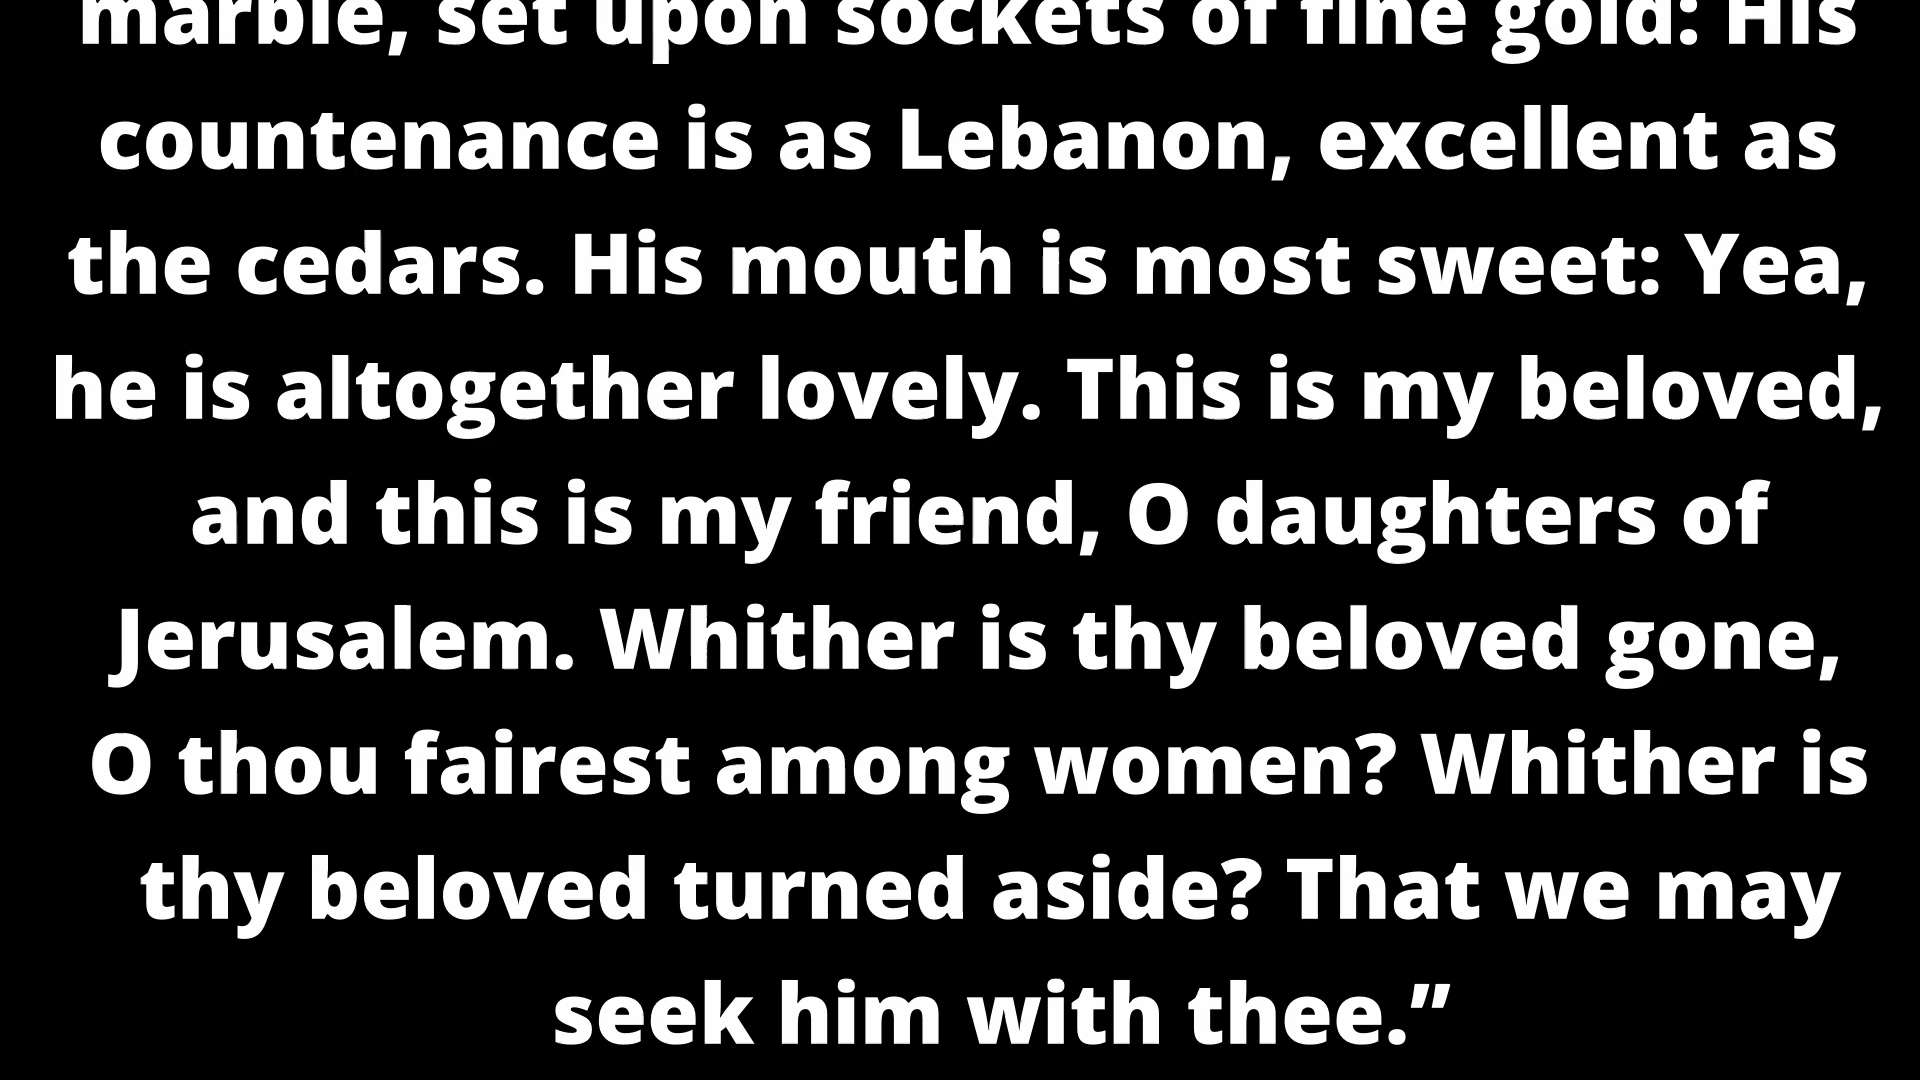 marble, set upon sockets of fine gold: His
countenance is as Lebanon, excellent as
the cedars. His mouth is most sweet: Yea,
he is altogether lovely. This is my beloved,
and this is my friend, O daughters of
Jerusalem. Whither is thy beloved gone,
O thou fairest among women? Whither is
thy beloved turned aside? That we may
seek him with thee.”